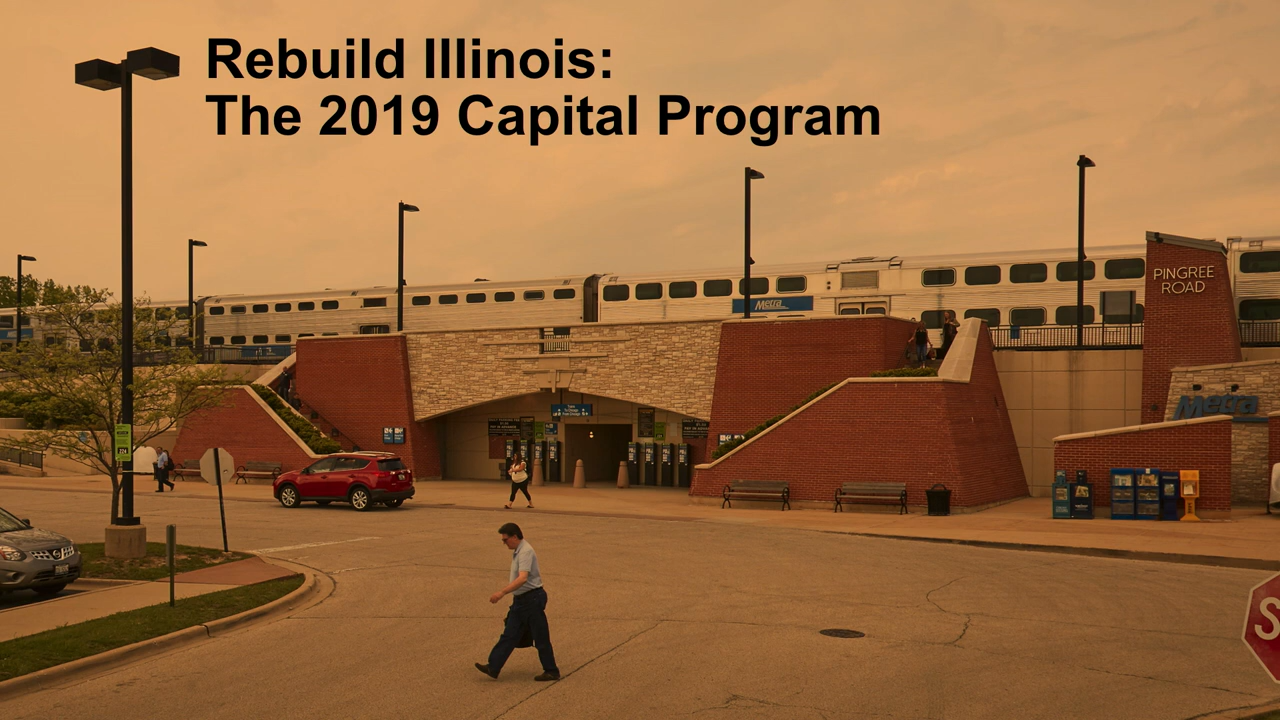 Rebuild Illinois:
The 2019 Capital Program
PINGREE
ROAD
Metra
Metra
S